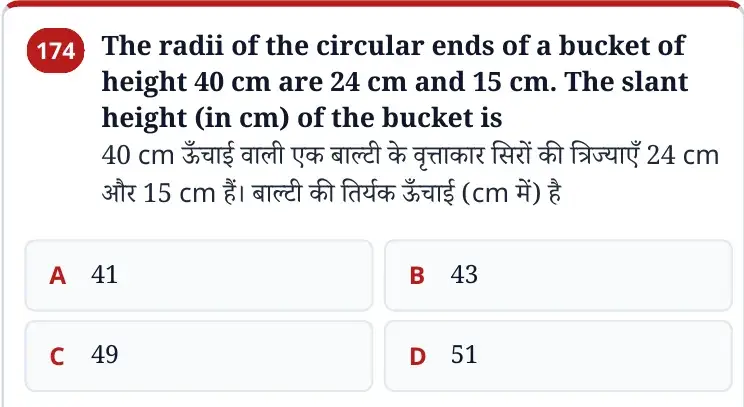 174 The radii of the circular ends of a bucket of
height 40 cm are 24 cm and 15 cm. The slant
height (in cm) of the bucket is
40 cm ऊँचाई वाली एक बाल्टी के वृत्ताकार सिरों की त्रिज्याएँ 24 cm
और 15 cm हैं। बाल्टी की तिर्यक ऊँचाई (cm में) है
A 41
B 43
C 49
D 51